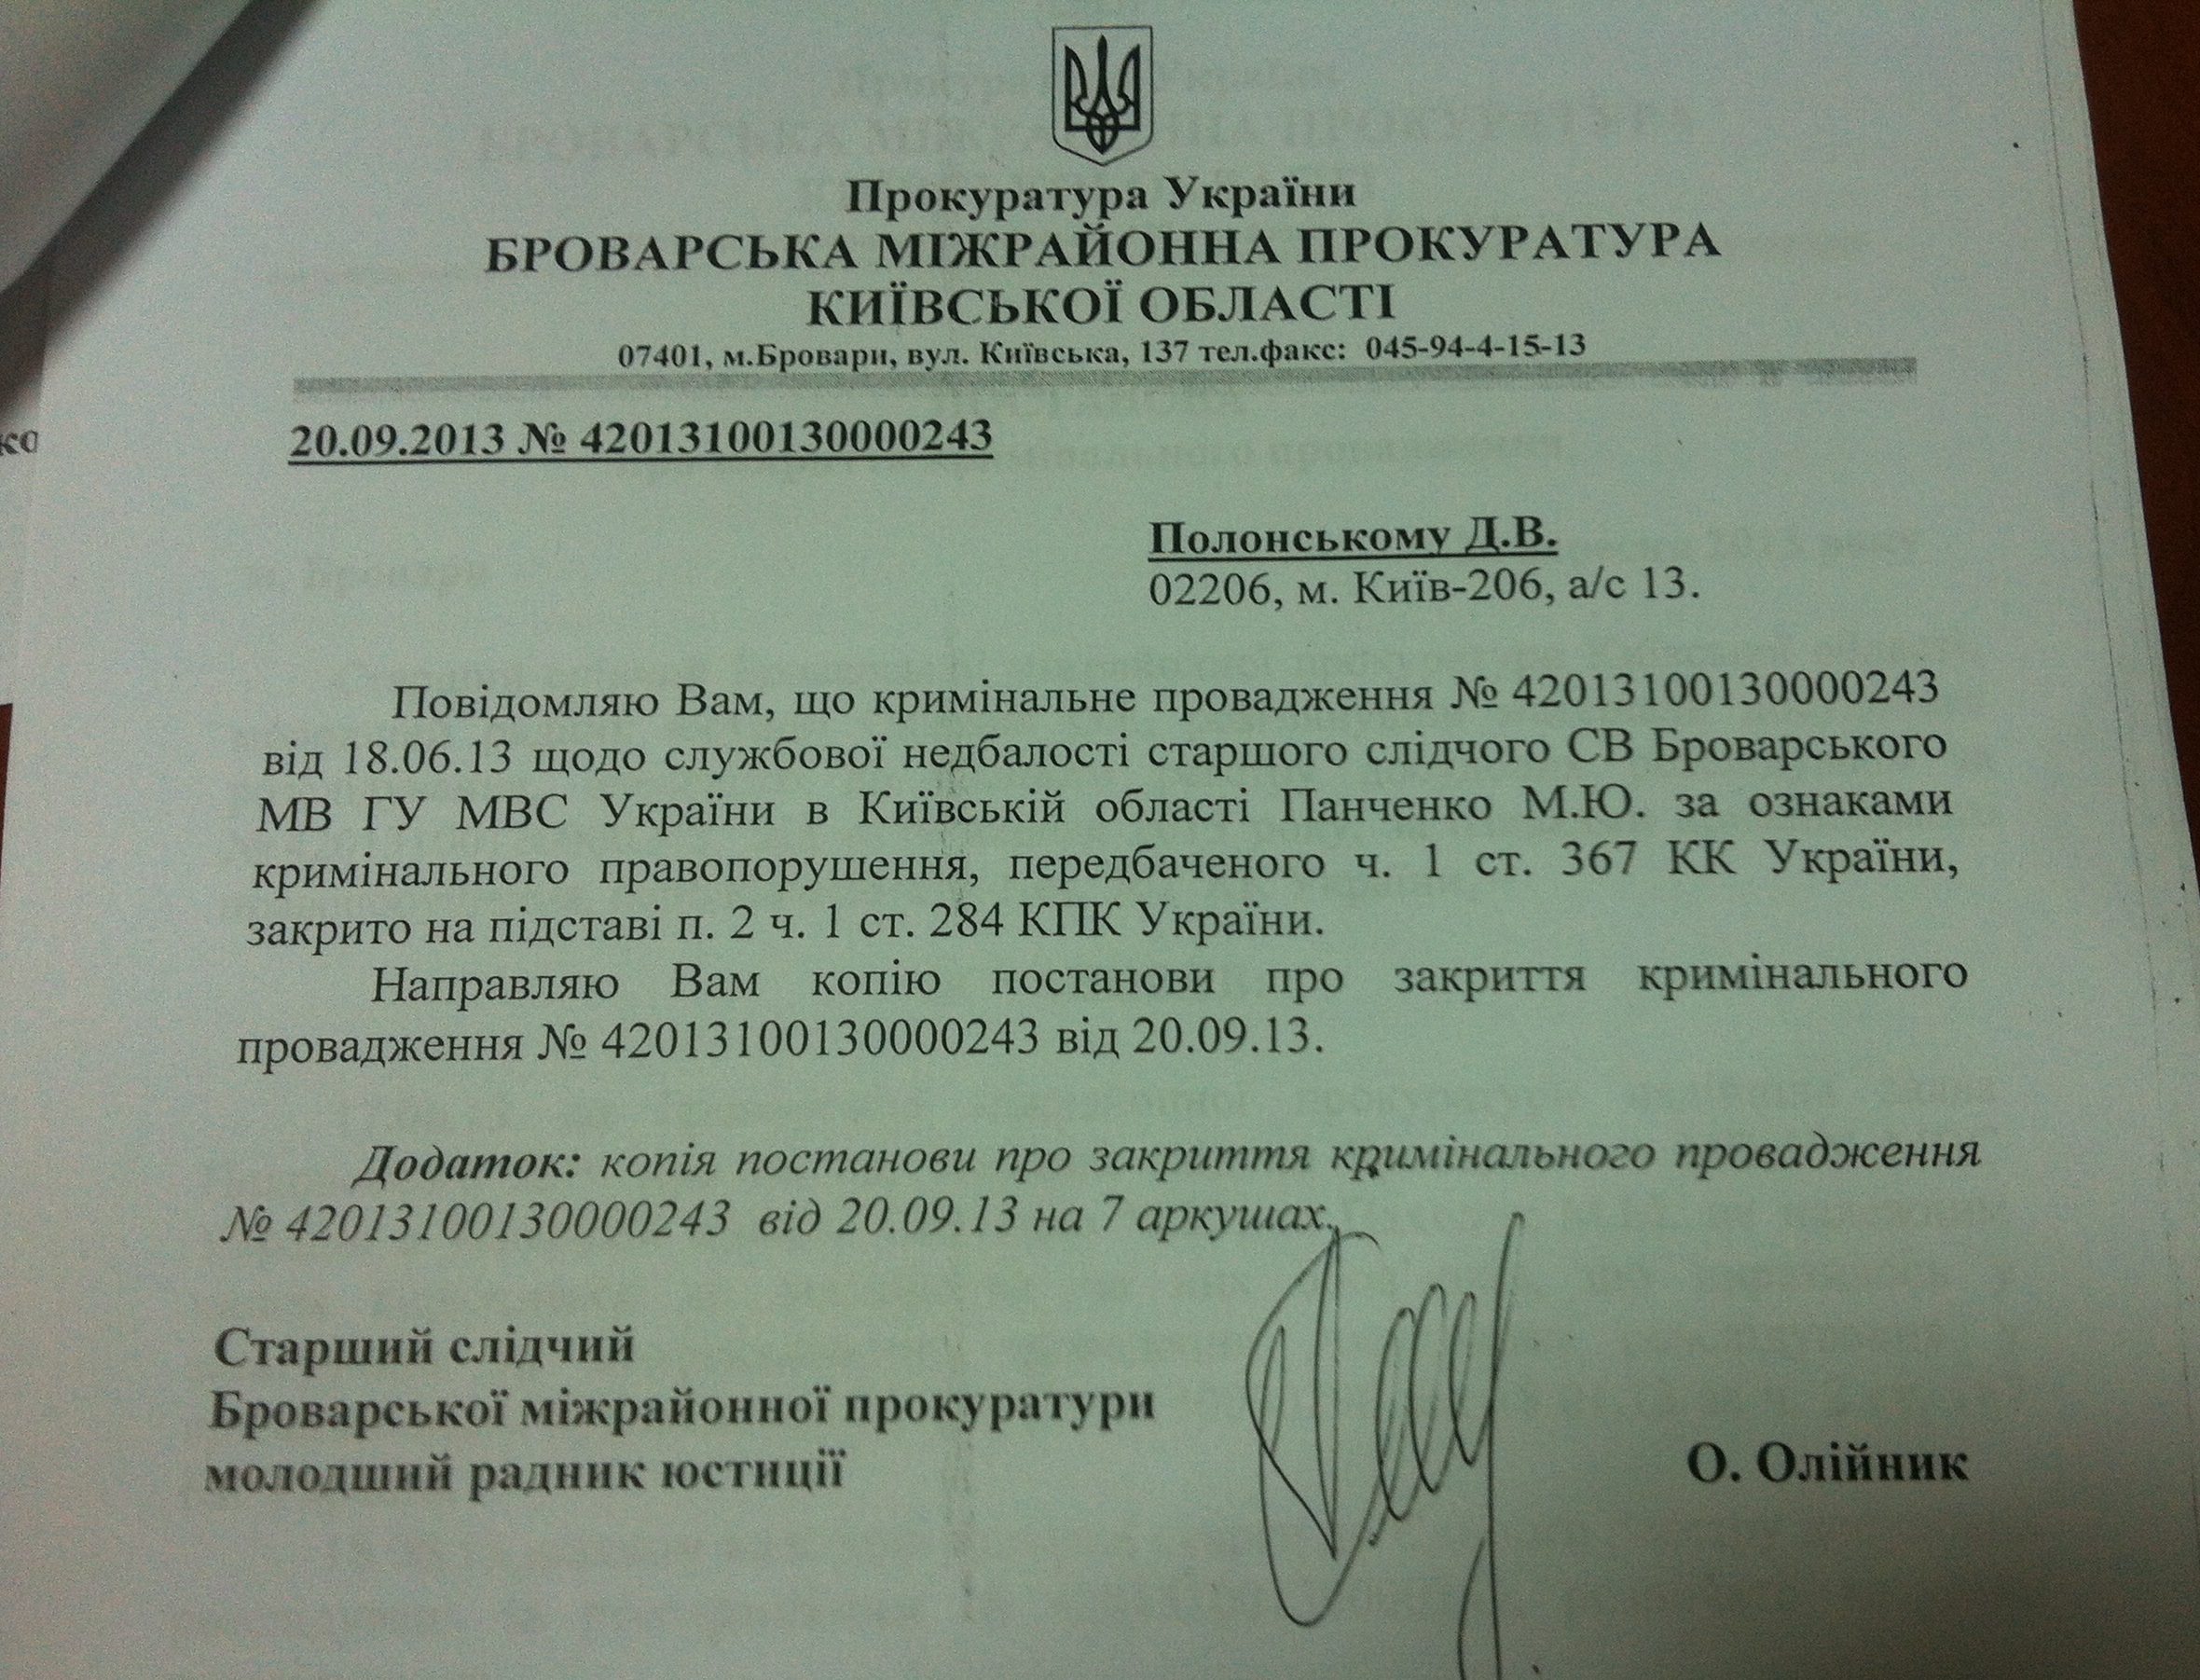 Прокуратура України
БРОВАРСЬКА МІЖРАЙОННА ПРОКУРАТУРА
КИЇВСЬКОЇ ОБЛАСТІ
07401, м.Бровари, вул. Київська, 137 тел.факс: 045-94-4-15-13
20.09.2013 № 42013100130000243
ко
Полонському Д.В.
02206, м. Київ-206, а/с 13.
Повідомляю Вам, що кримінальне провадження № 42013100130000243
від 18.06.13 щодо службової недбалості старшого слідчого СВ Броварського
МВ ГУ МВС України в Київській області Панченко М.Ю. за ознаками
кримінального правопорушення, передбаченого ч. 1 ст. 367 КК України,
закрито на підставі п. 2 ч. 1 ст. 284 КПК України.
Направляю Вам копію постанови про закриття кримінального
провадження № 42013100130000243 від 20.09.13.
Додаток: копія постанови про закриття кримінального провадження
№ 42013100130000243 від 20.09.13 на 7 аркушах.
Старший слідчий
Броварської міжрайонної прокуратури
молодший радник юстиції
О. Олійник